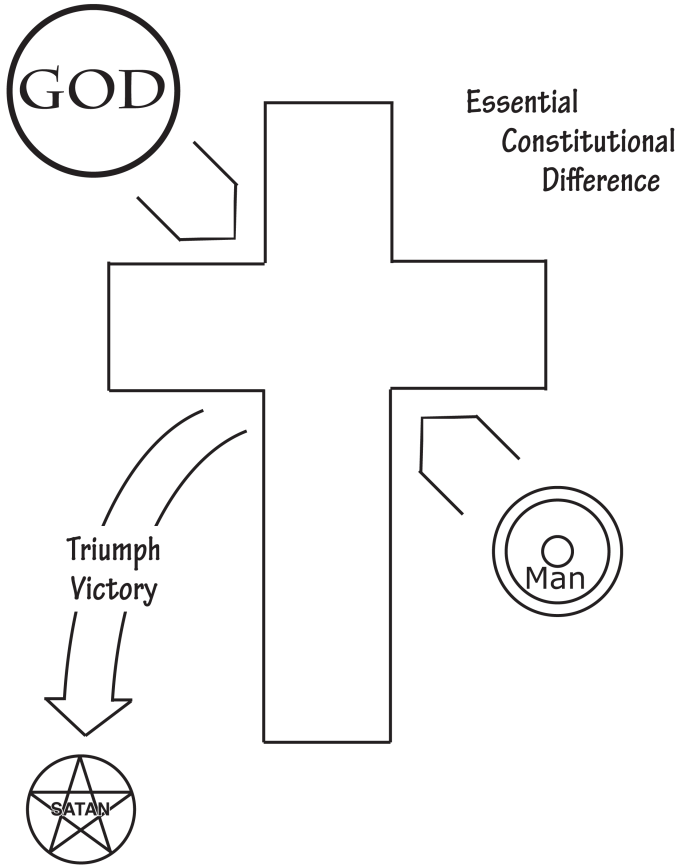 GOD
Essential
Constitutional
Difference
Triumph
Victory
Man
SATAN